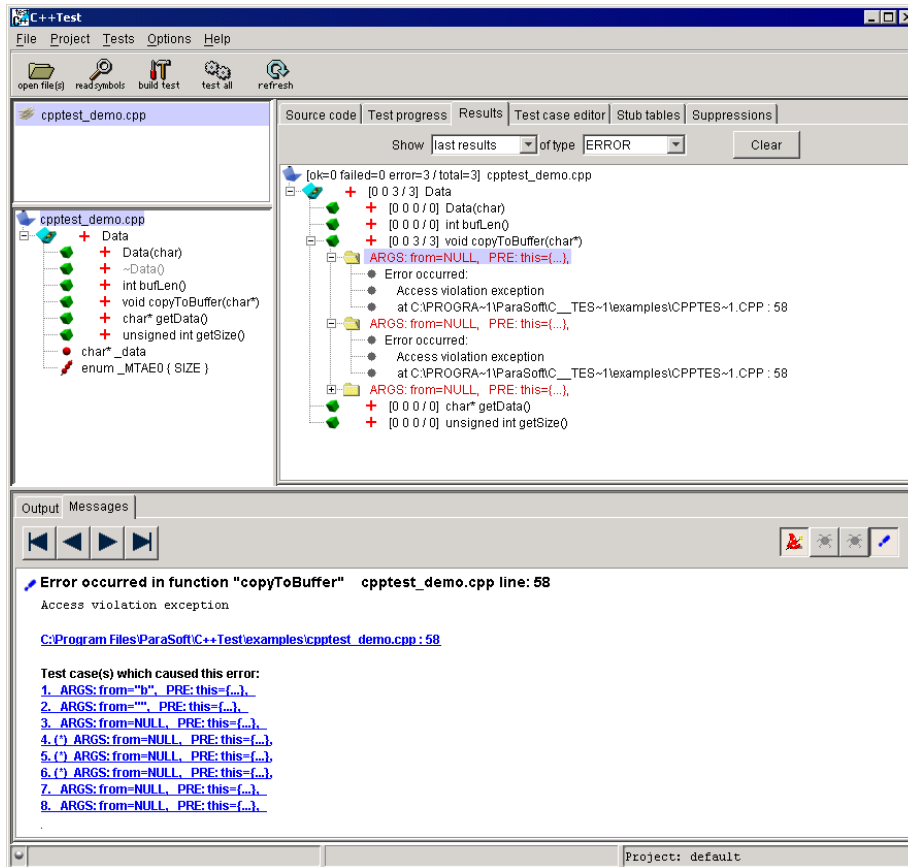 C++Test
File Project Tests Options Help
open file(s) read symbols build test test all refresh
cpptest_demo.cpp
cpptest_demo.cpp
Data
Data(char)
~Data()
int bufLen()
void copyToBuffer(char*)
char* getData()
unsigned int getSize()
char* _data
enum _MTAE0 { SIZE }
Source code Test progress Results Test case editor Stub tables Suppressions
Show last results of type ERROR Clear
[ok=0 failed=0 error=3 / total=3] cpptest_demo.cpp
[0 0 3 / 3] Data
[0 0 0 / 0] Data(char)
[0 0 0 / 0] int bufLen()
[0 0 3 / 3] void copyToBuffer(char*)
ARGS: from=NULL, PRE: this={...},
Error occurred:
Access violation exception
at C:\PROGRA~1\ParaSoft\C__TES~1\examples\CPPTES~1.CPP : 58
ARGS: from=NULL, PRE: this={...},
Error occurred:
Access violation exception
at C:\PROGRA~1\ParaSoft\C__TES~1\examples\CPPTES~1.CPP : 58
ARGS: from=NULL, PRE: this={...},
[0 0 0 / 0] char* getData()
[0 0 0 / 0] unsigned int getSize()
Output Messages
Error occurred in function "copyToBuffer" cpptest_demo.cpp line: 58
Access violation exception
C:\Program Files\ParaSoft\C++Test\examples\cpptest_demo.cpp : 58
Test case(s) which caused this error:
1. ARGS: from="b", PRE: this={...},
2. ARGS: from="", PRE: this={...},
3. ARGS: from=NULL, PRE: this={...},
4. (*) ARGS: from=NULL, PRE: this={...},
5. (*) ARGS: from=NULL, PRE: this={...},
6. (*) ARGS: from=NULL, PRE: this={...},
7. ARGS: from=NULL, PRE: this={...},
8. ARGS: from=NULL, PRE: this={...},
.
Project: default